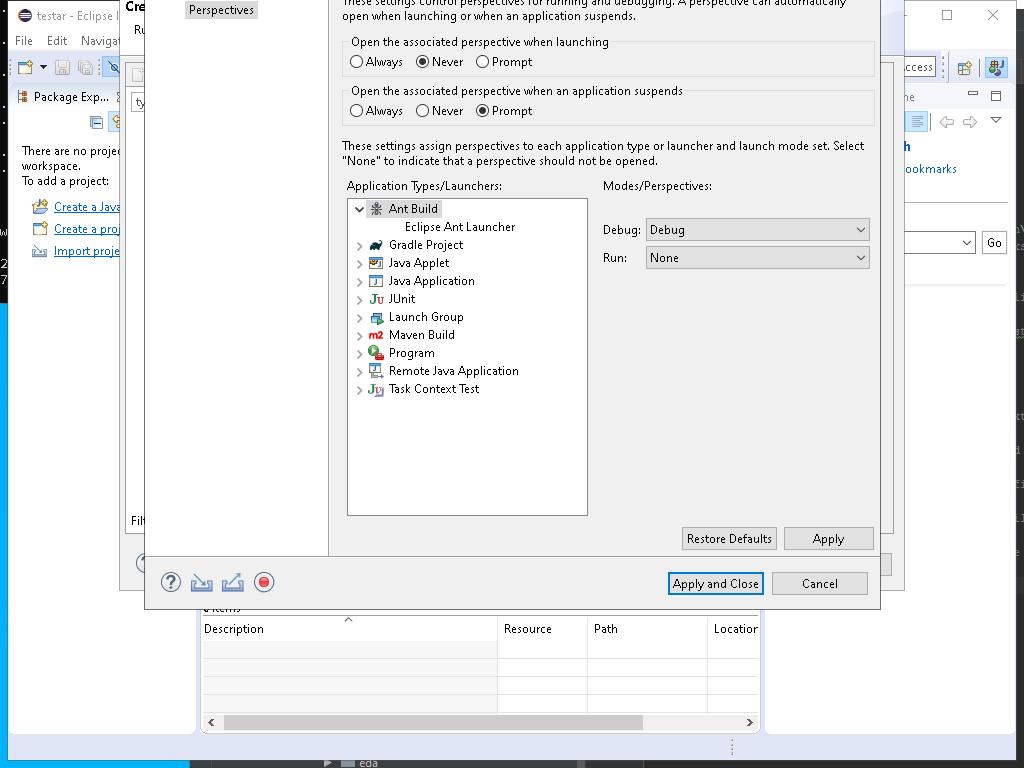 testar - Eclipse I
File Edit Navigat
Package Exp...
There are no proje
workspace.
To add a project:
Create a Java
Create a proj
Import proje
Cre
Ru
ty
Filt
Perspectives
These settings control perspectives for running and debugging. A perspective can automatically
open when launching or when an application suspends.
Open the associated perspective when launching
Always Never Prompt
Open the associated perspective when an application suspends
Always Never Prompt
These settings assign perspectives to each application type or launcher and launch mode set. Select
"None" to indicate that a perspective should not be opened.
Application Types/Launchers:
Modes/Perspectives:
Ant Build
Eclipse Ant Launcher
Gradle Project
Java Applet
Java Application
JUnit
Launch Group
Maven Build
Program
Remote Java Application
Task Context Test
Debug: Debug
Run: None
Restore Defaults Apply
Apply and Close Cancel
ccess
ne
h
ookmarks
Go
Description Resource Path Location
eda